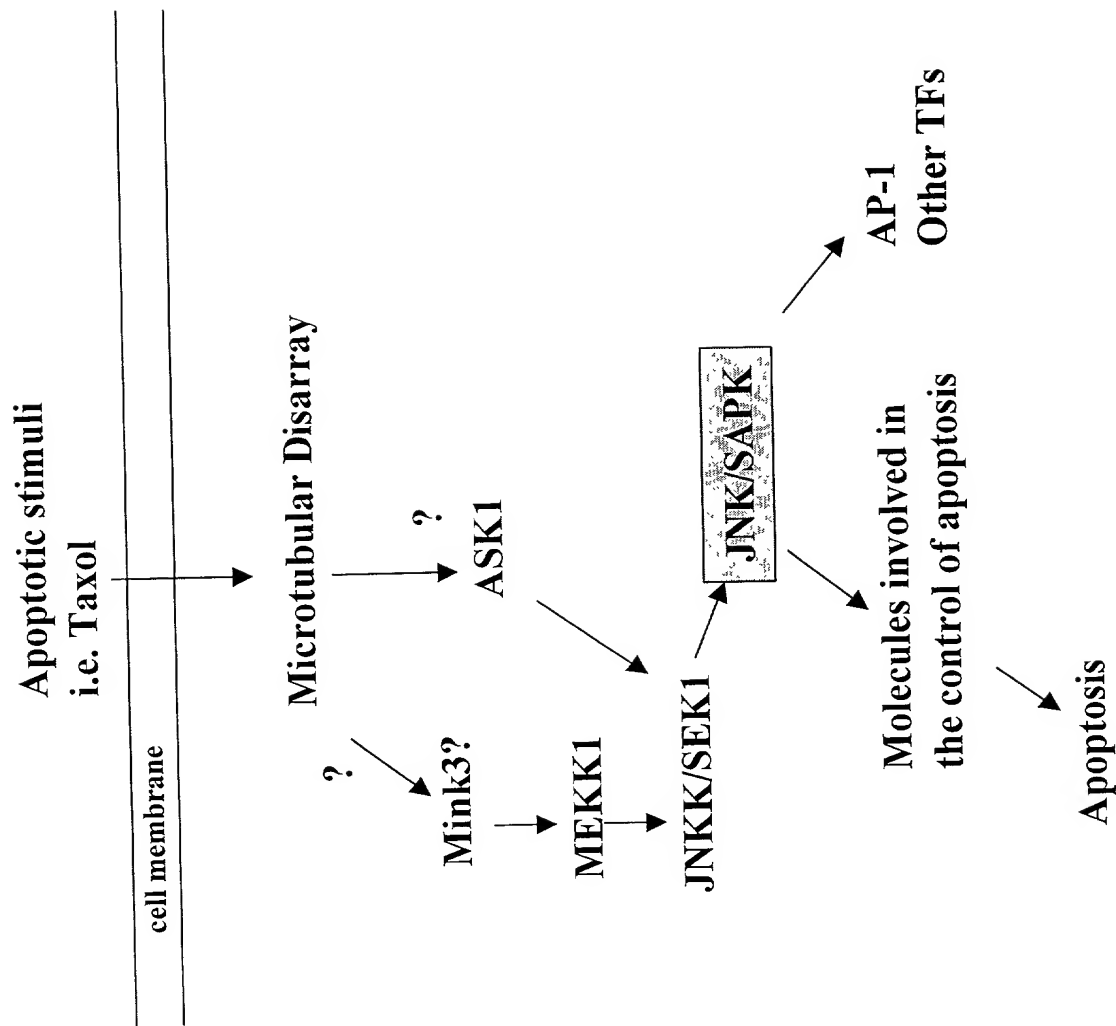 Apoptotic stimuli
i.e. Taxol
cell membrane
Microtubular Disarray
?
?
Mink3?
ASK1
MEKK1
JNKK/SEK1
JNK/SAPK
Molecules involved in
the control of apoptosis
AP-1
Other TFs
Apoptosis